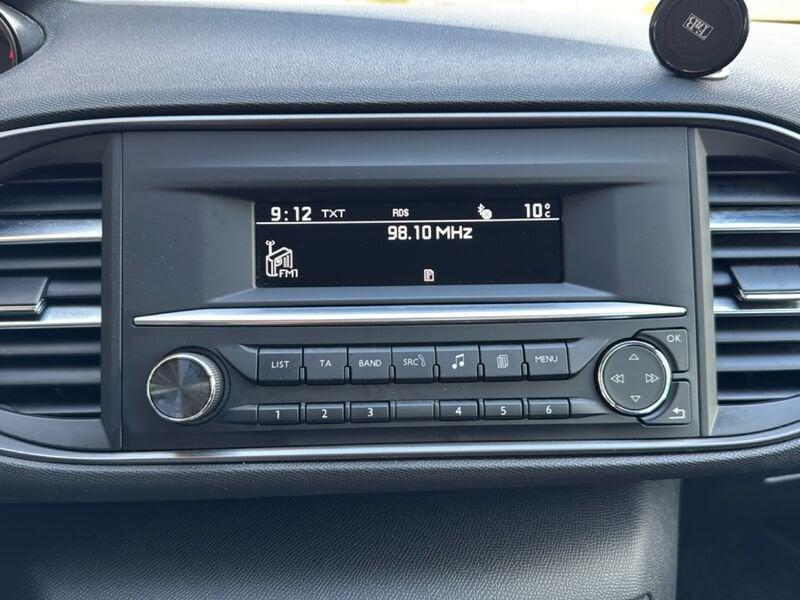 9:12 TXT RDS 10°C
98.10 MHz
FM1
LIST TA BAND SRC MENU OK
1 2 3 4 5 6